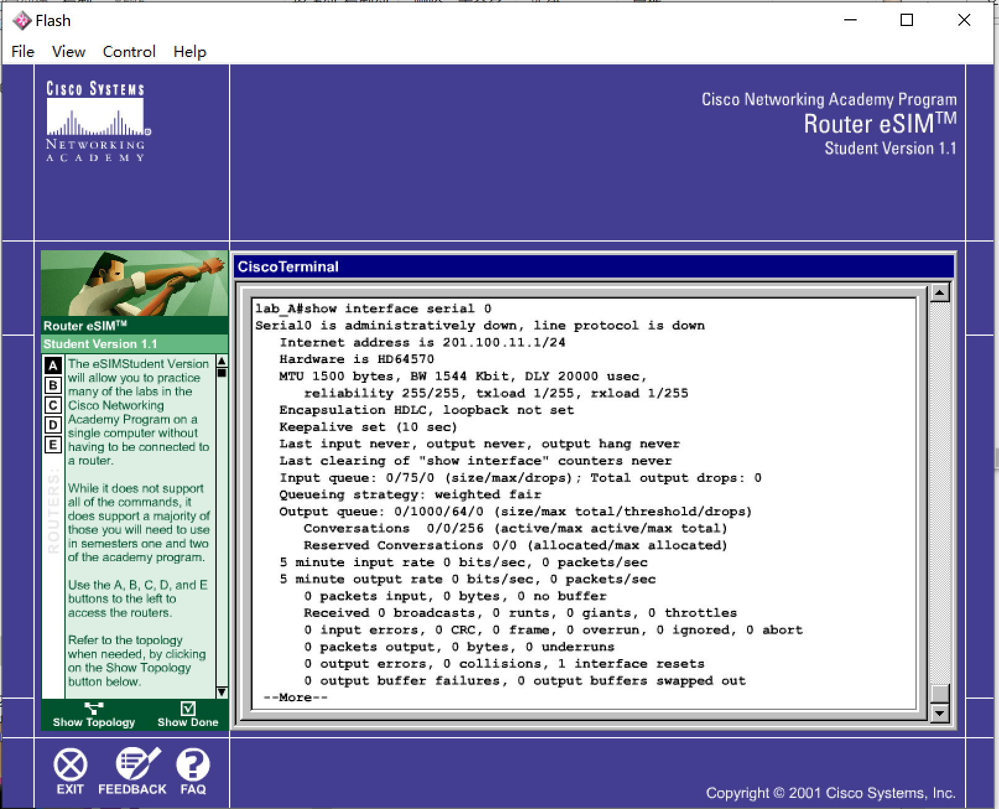 Flash
File View Control Help
CISCO SYSTEMS
NETWORKING
ACADEMY
Cisco Networking Academy Program
Router eSIM™
Student Version 1.1
Router eSIM™
Student Version 1.1
A
B
C
D
E
ROUTERS:
The eSIMStudent Version
will allow you to practice
many of the labs in the
Cisco Networking
Academy Program on a
single computer without
having to be connected to
a router.
While it does not support
all of the commands, it
does support a majority of
those you will need to use
in semesters one and two
of the academy program.
Use the A, B, C, D, and E
buttons to the left to
access the routers.
Refer to the topology
when needed, by clicking
on the Show Topology
button below.
Show Topology Show Done
CiscoTerminal
lab_A#show interface serial 0
Serial0 is administratively down, line protocol is down
Internet address is 201.100.11.1/24
Hardware is HD64570
MTU 1500 bytes, BW 1544 Kbit, DLY 20000 usec,
reliability 255/255, txload 1/255, rxload 1/255
Encapsulation HDLC, loopback not set
Keepalive set (10 sec)
Last input never, output never, output hang never
Last clearing of "show interface" counters never
Input queue: 0/75/0 (size/max/drops); Total output drops: 0
Queueing strategy: weighted fair
Output queue: 0/1000/64/0 (size/max total/threshold/drops)
Conversations 0/0/256 (active/max active/max total)
Reserved Conversations 0/0 (allocated/max allocated)
5 minute input rate 0 bits/sec, 0 packets/sec
5 minute output rate 0 bits/sec, 0 packets/sec
0 packets input, 0 bytes, 0 no buffer
Received 0 broadcasts, 0 runts, 0 giants, 0 throttles
0 input errors, 0 CRC, 0 frame, 0 overrun, 0 ignored, 0 abort
0 packets output, 0 bytes, 0 underruns
0 output errors, 0 collisions, 1 interface resets
0 output buffer failures, 0 output buffers swapped out
--More--
EXIT FEEDBACK FAQ
Copyright © 2001 Cisco Systems, Inc.